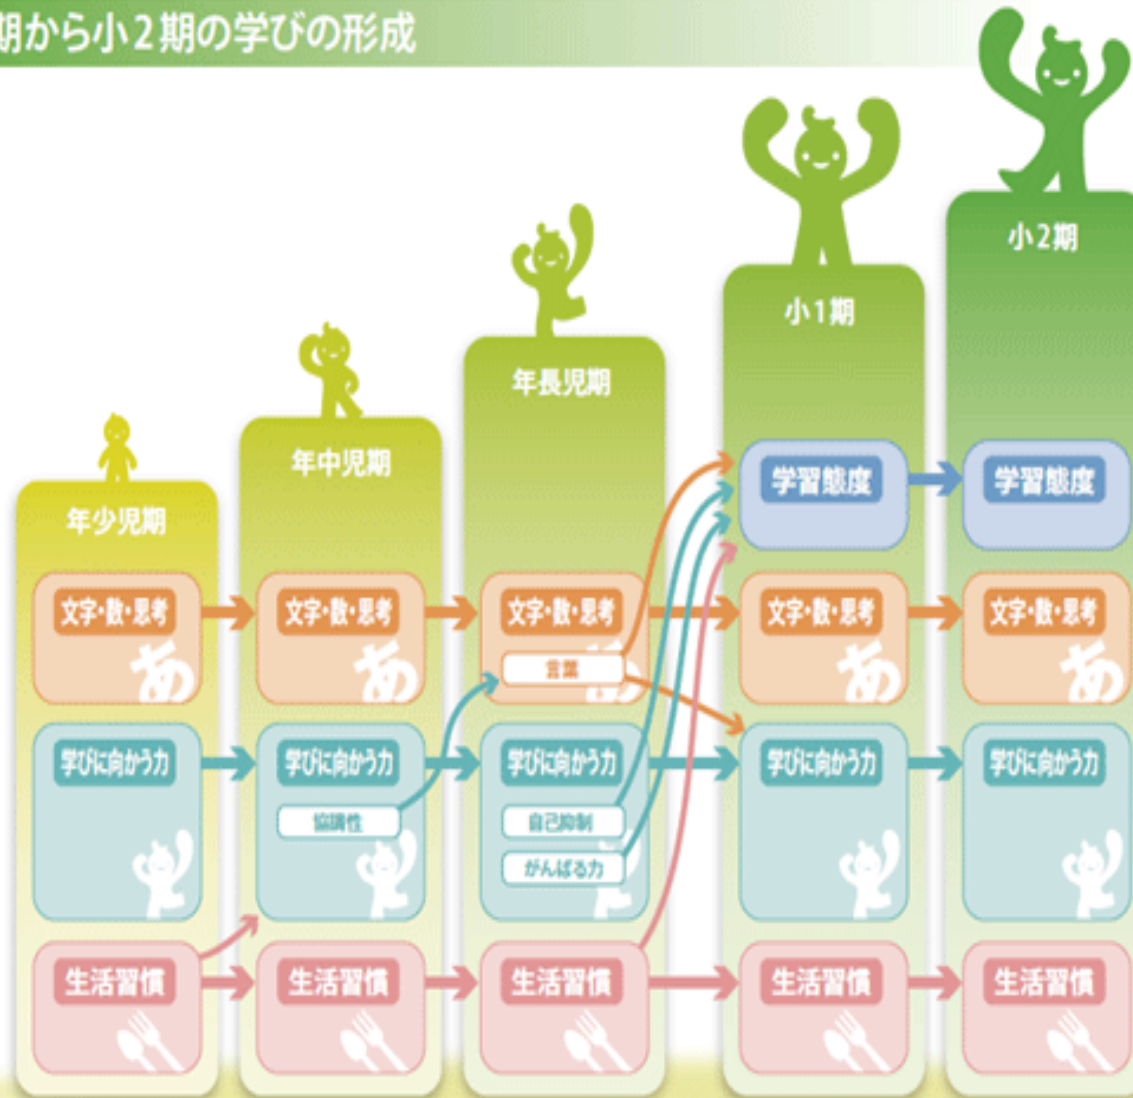 期から小2期の学びの形成
年少児期
文字・数・思考
あ
学びに向かう力
生活習慣
年中児期
文字・数・思考
あ
学びに向かう力
協調性
生活習慣
年長児期
文字・数・思考
言葉
あ
学びに向かう力
自己抑制
がんばる力
生活習慣
小1期
学習態度
文字・数・思考
あ
学びに向かう力
生活習慣
小2期
学習態度
文字・数・思考
あ
学びに向かう力
生活習慣